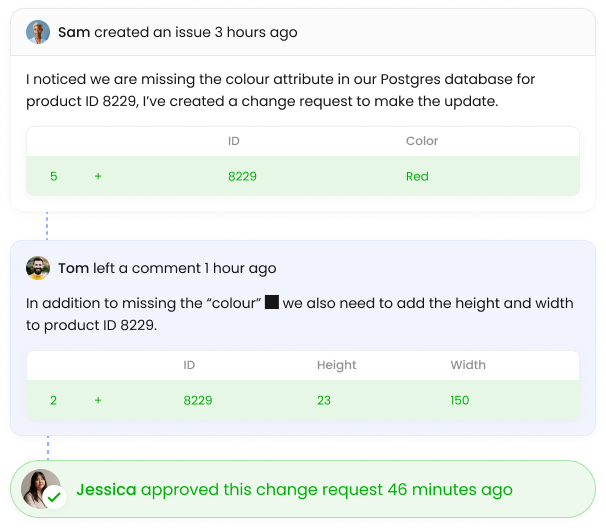 Sam created an issue 3 hours ago
I noticed we are missing the colour attribute in our Postgres database for
product ID 8229, I’ve created a change request to make the update.
ID Color
5 + 8229 Red
Tom left a comment 1 hour ago
In addition to missing the “colour” we also need to add the height and width
to product ID 8229.
ID Height Width
2 + 8229 23 150
Jessica approved this change request 46 minutes ago